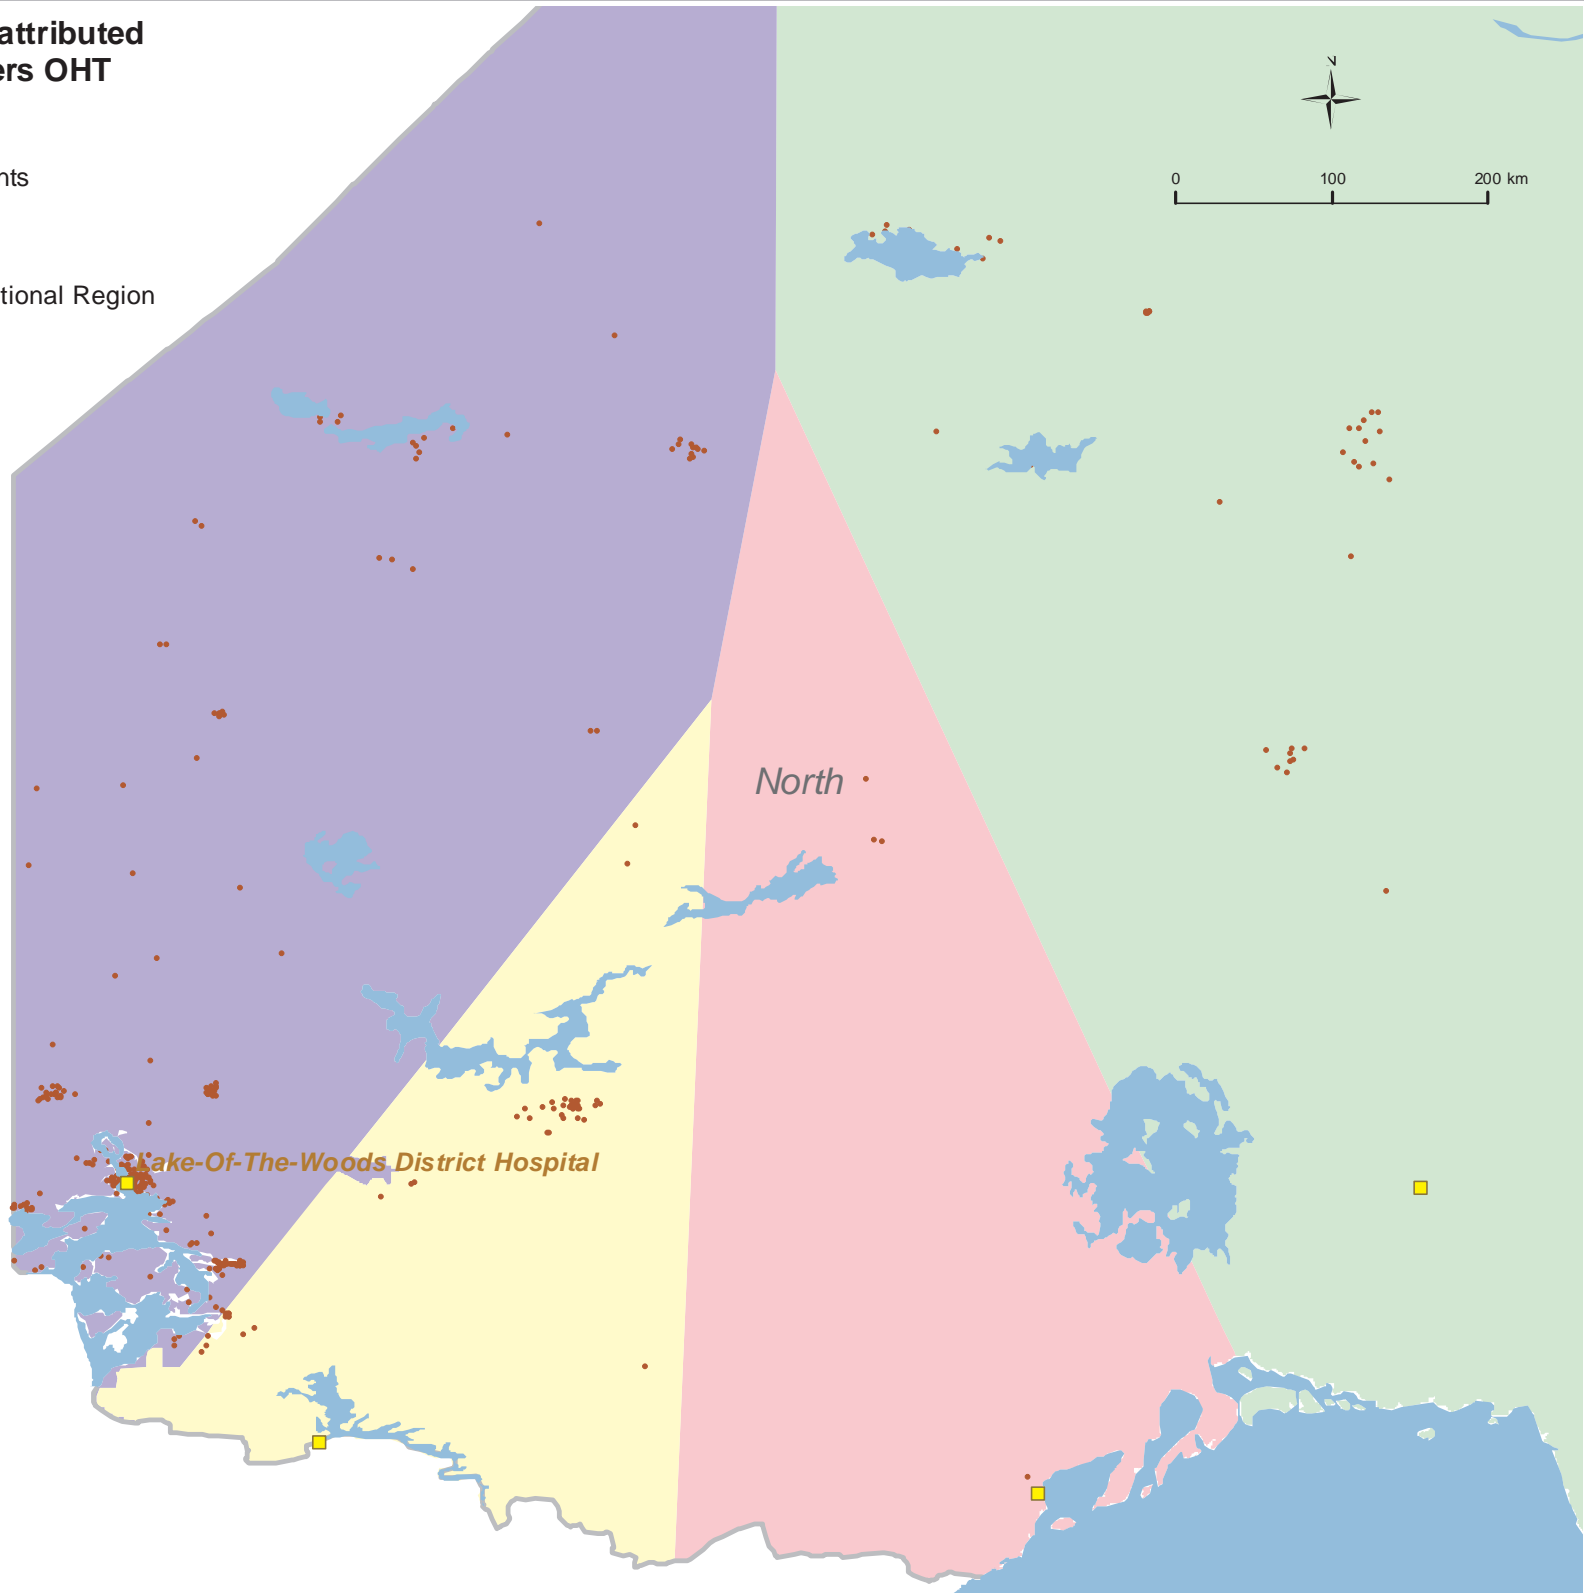 attributed
ers OHT
nts
tional Region
N
0 100 200 km
North
Lake-Of-The-Woods District Hospital